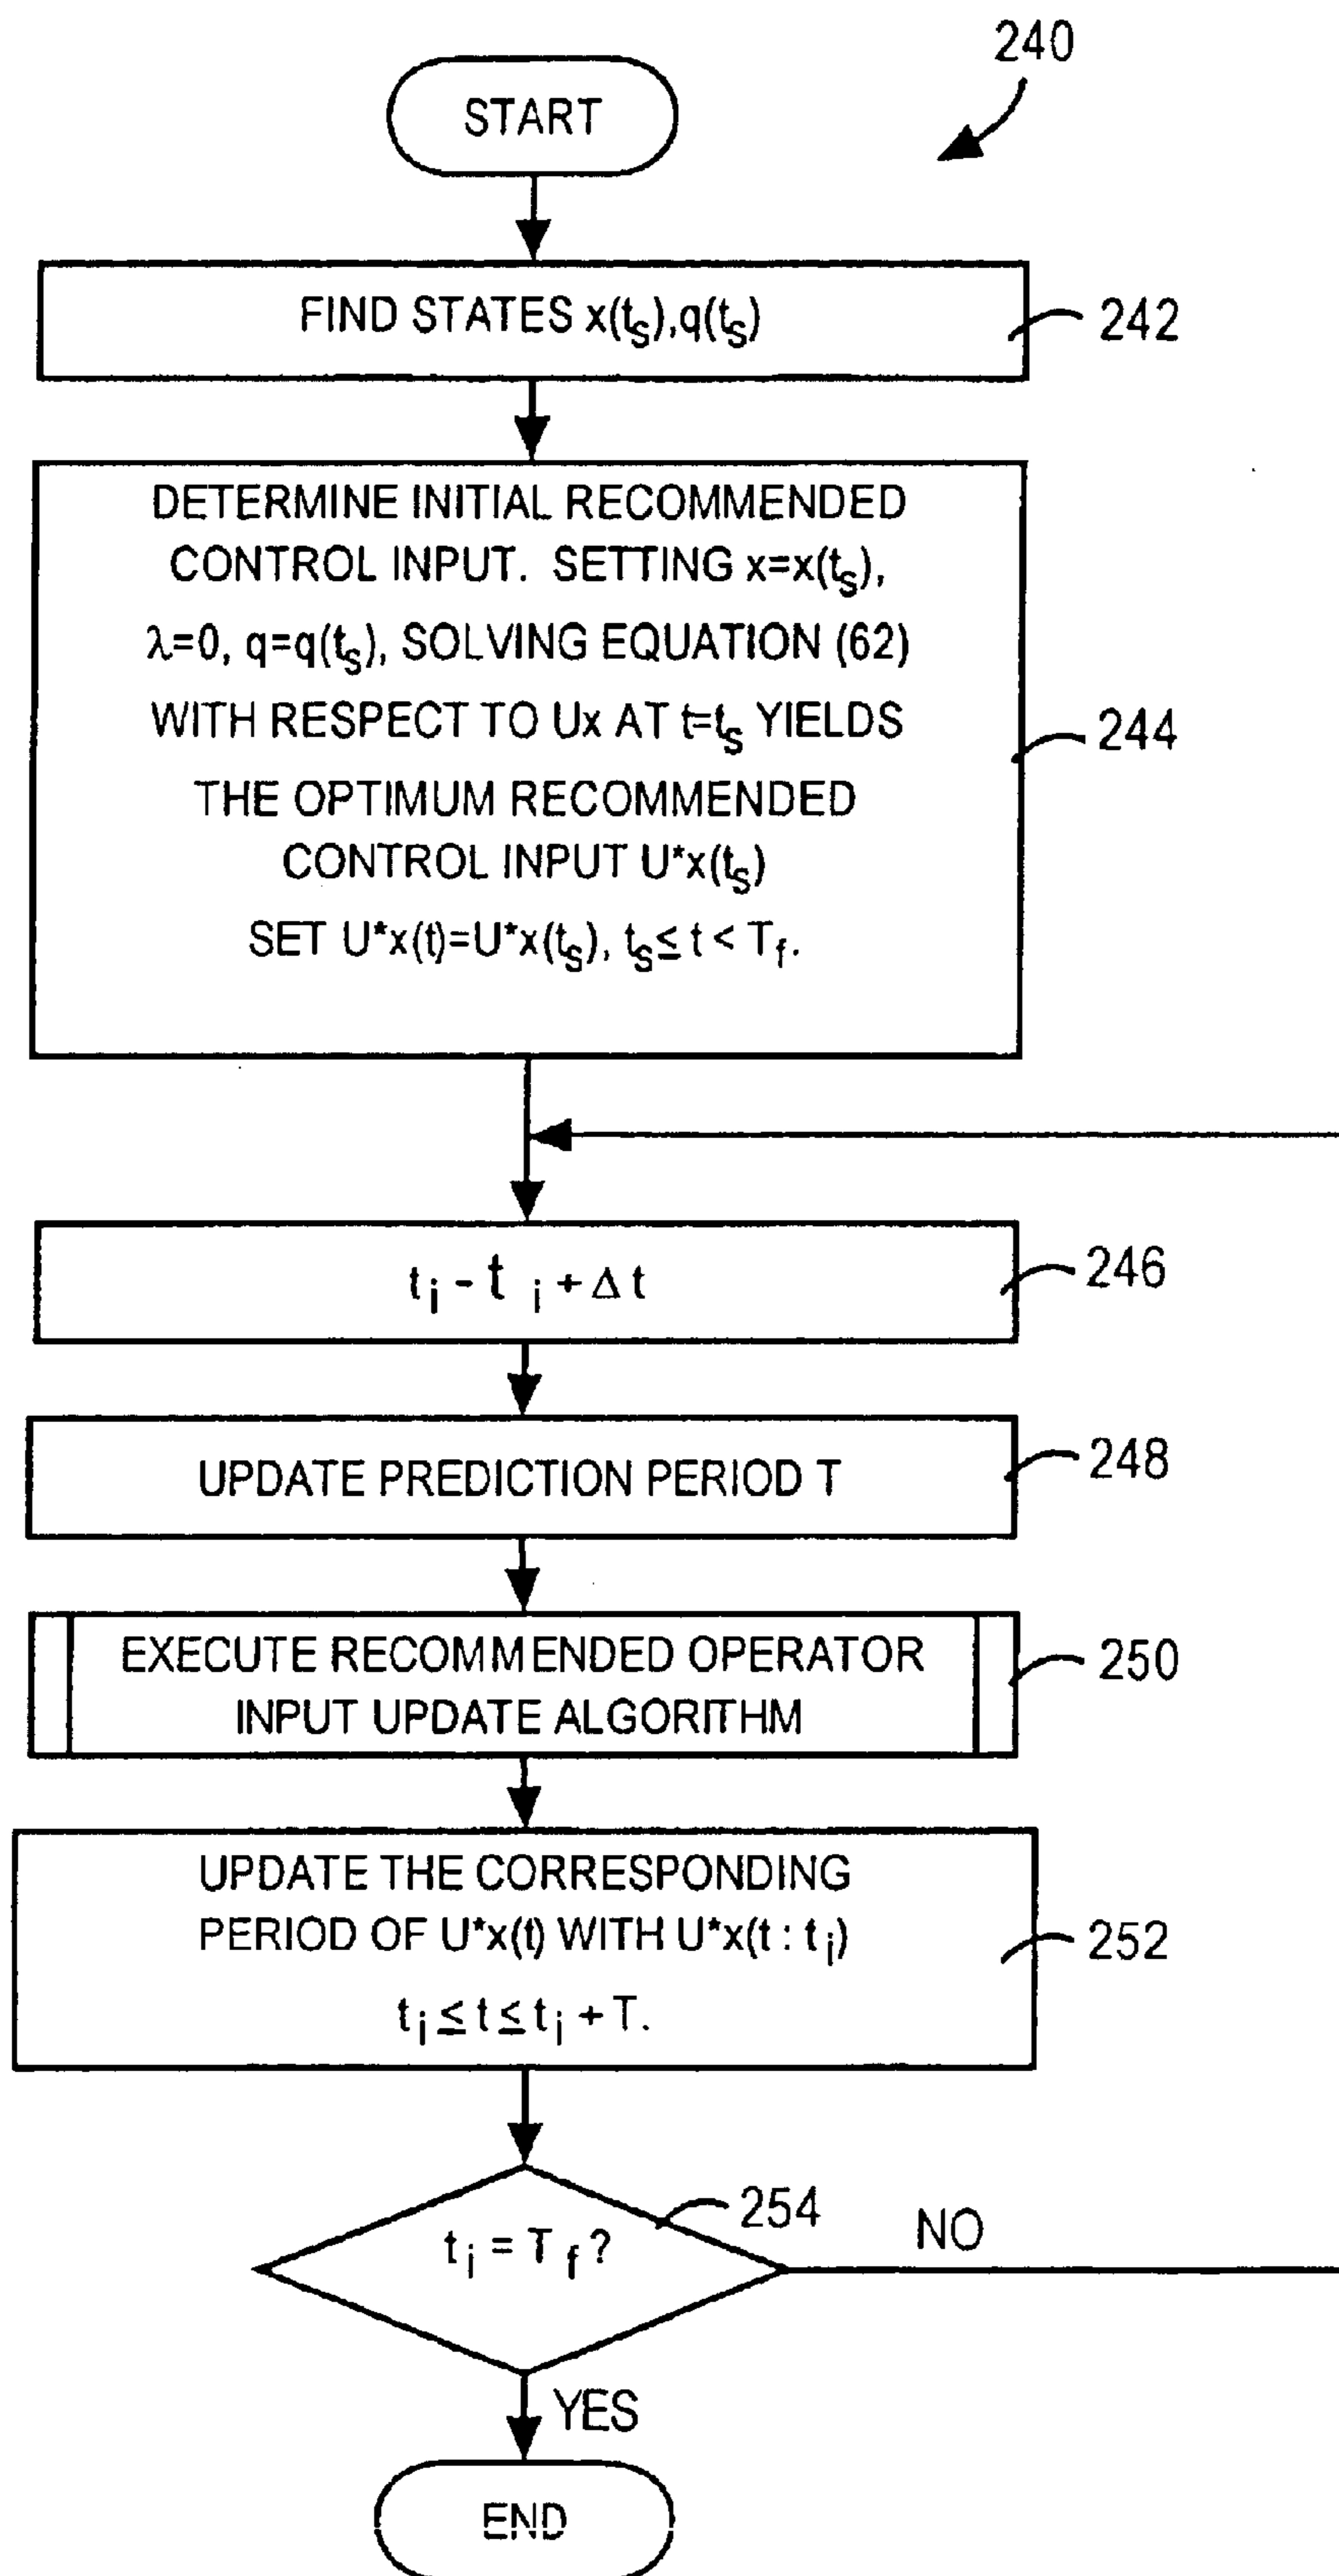 240
START
FIND STATES x(tₛ),q(tₛ)
242
DETERMINE INITIAL RECOMMENDED
CONTROL INPUT. SETTING x=x(tₛ),
λ=0, q=q(tₛ), SOLVING EQUATION (62)
WITH RESPECT TO Ux AT t=tₛ YIELDS
THE OPTIMUM RECOMMENDED
CONTROL INPUT U*x(tₛ)
SET U*x(t)=U*x(tₛ), tₛ≤ t < T_f.
244
tᵢ - t ᵢ + Δ t
246
UPDATE PREDICTION PERIOD T
248
EXECUTE RECOMMENDED OPERATOR
INPUT UPDATE ALGORITHM
250
UPDATE THE CORRESPONDING
PERIOD OF U*x(t) WITH U*x(t : tᵢ)
tᵢ ≤ t ≤ tᵢ + T.
252
tᵢ = T_f ?
254
NO
YES
END